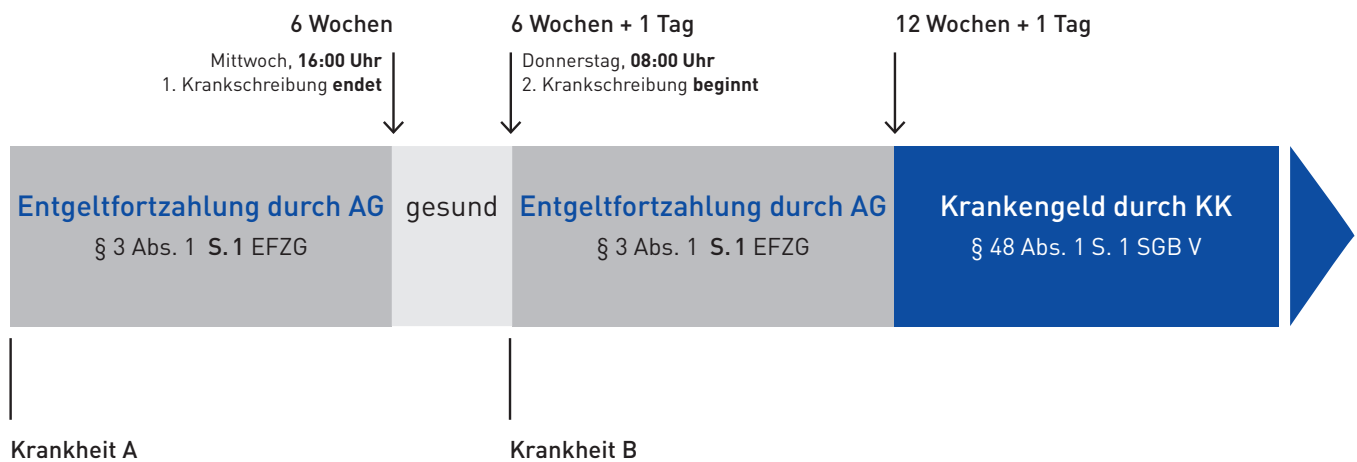 6 Wochen
Mittwoch, 16:00 Uhr
1. Krankschreibung endet
6 Wochen + 1 Tag
Donnerstag, 08:00 Uhr
2. Krankschreibung beginnt
12 Wochen + 1 Tag
Entgeltfortzahlung durch AG
§ 3 Abs. 1 S. 1 EFZG
gesund
Entgeltfortzahlung durch AG
§ 3 Abs. 1 S. 1 EFZG
Krankengeld durch KK
§ 48 Abs. 1 S. 1 SGB V
Krankheit A
Krankheit B